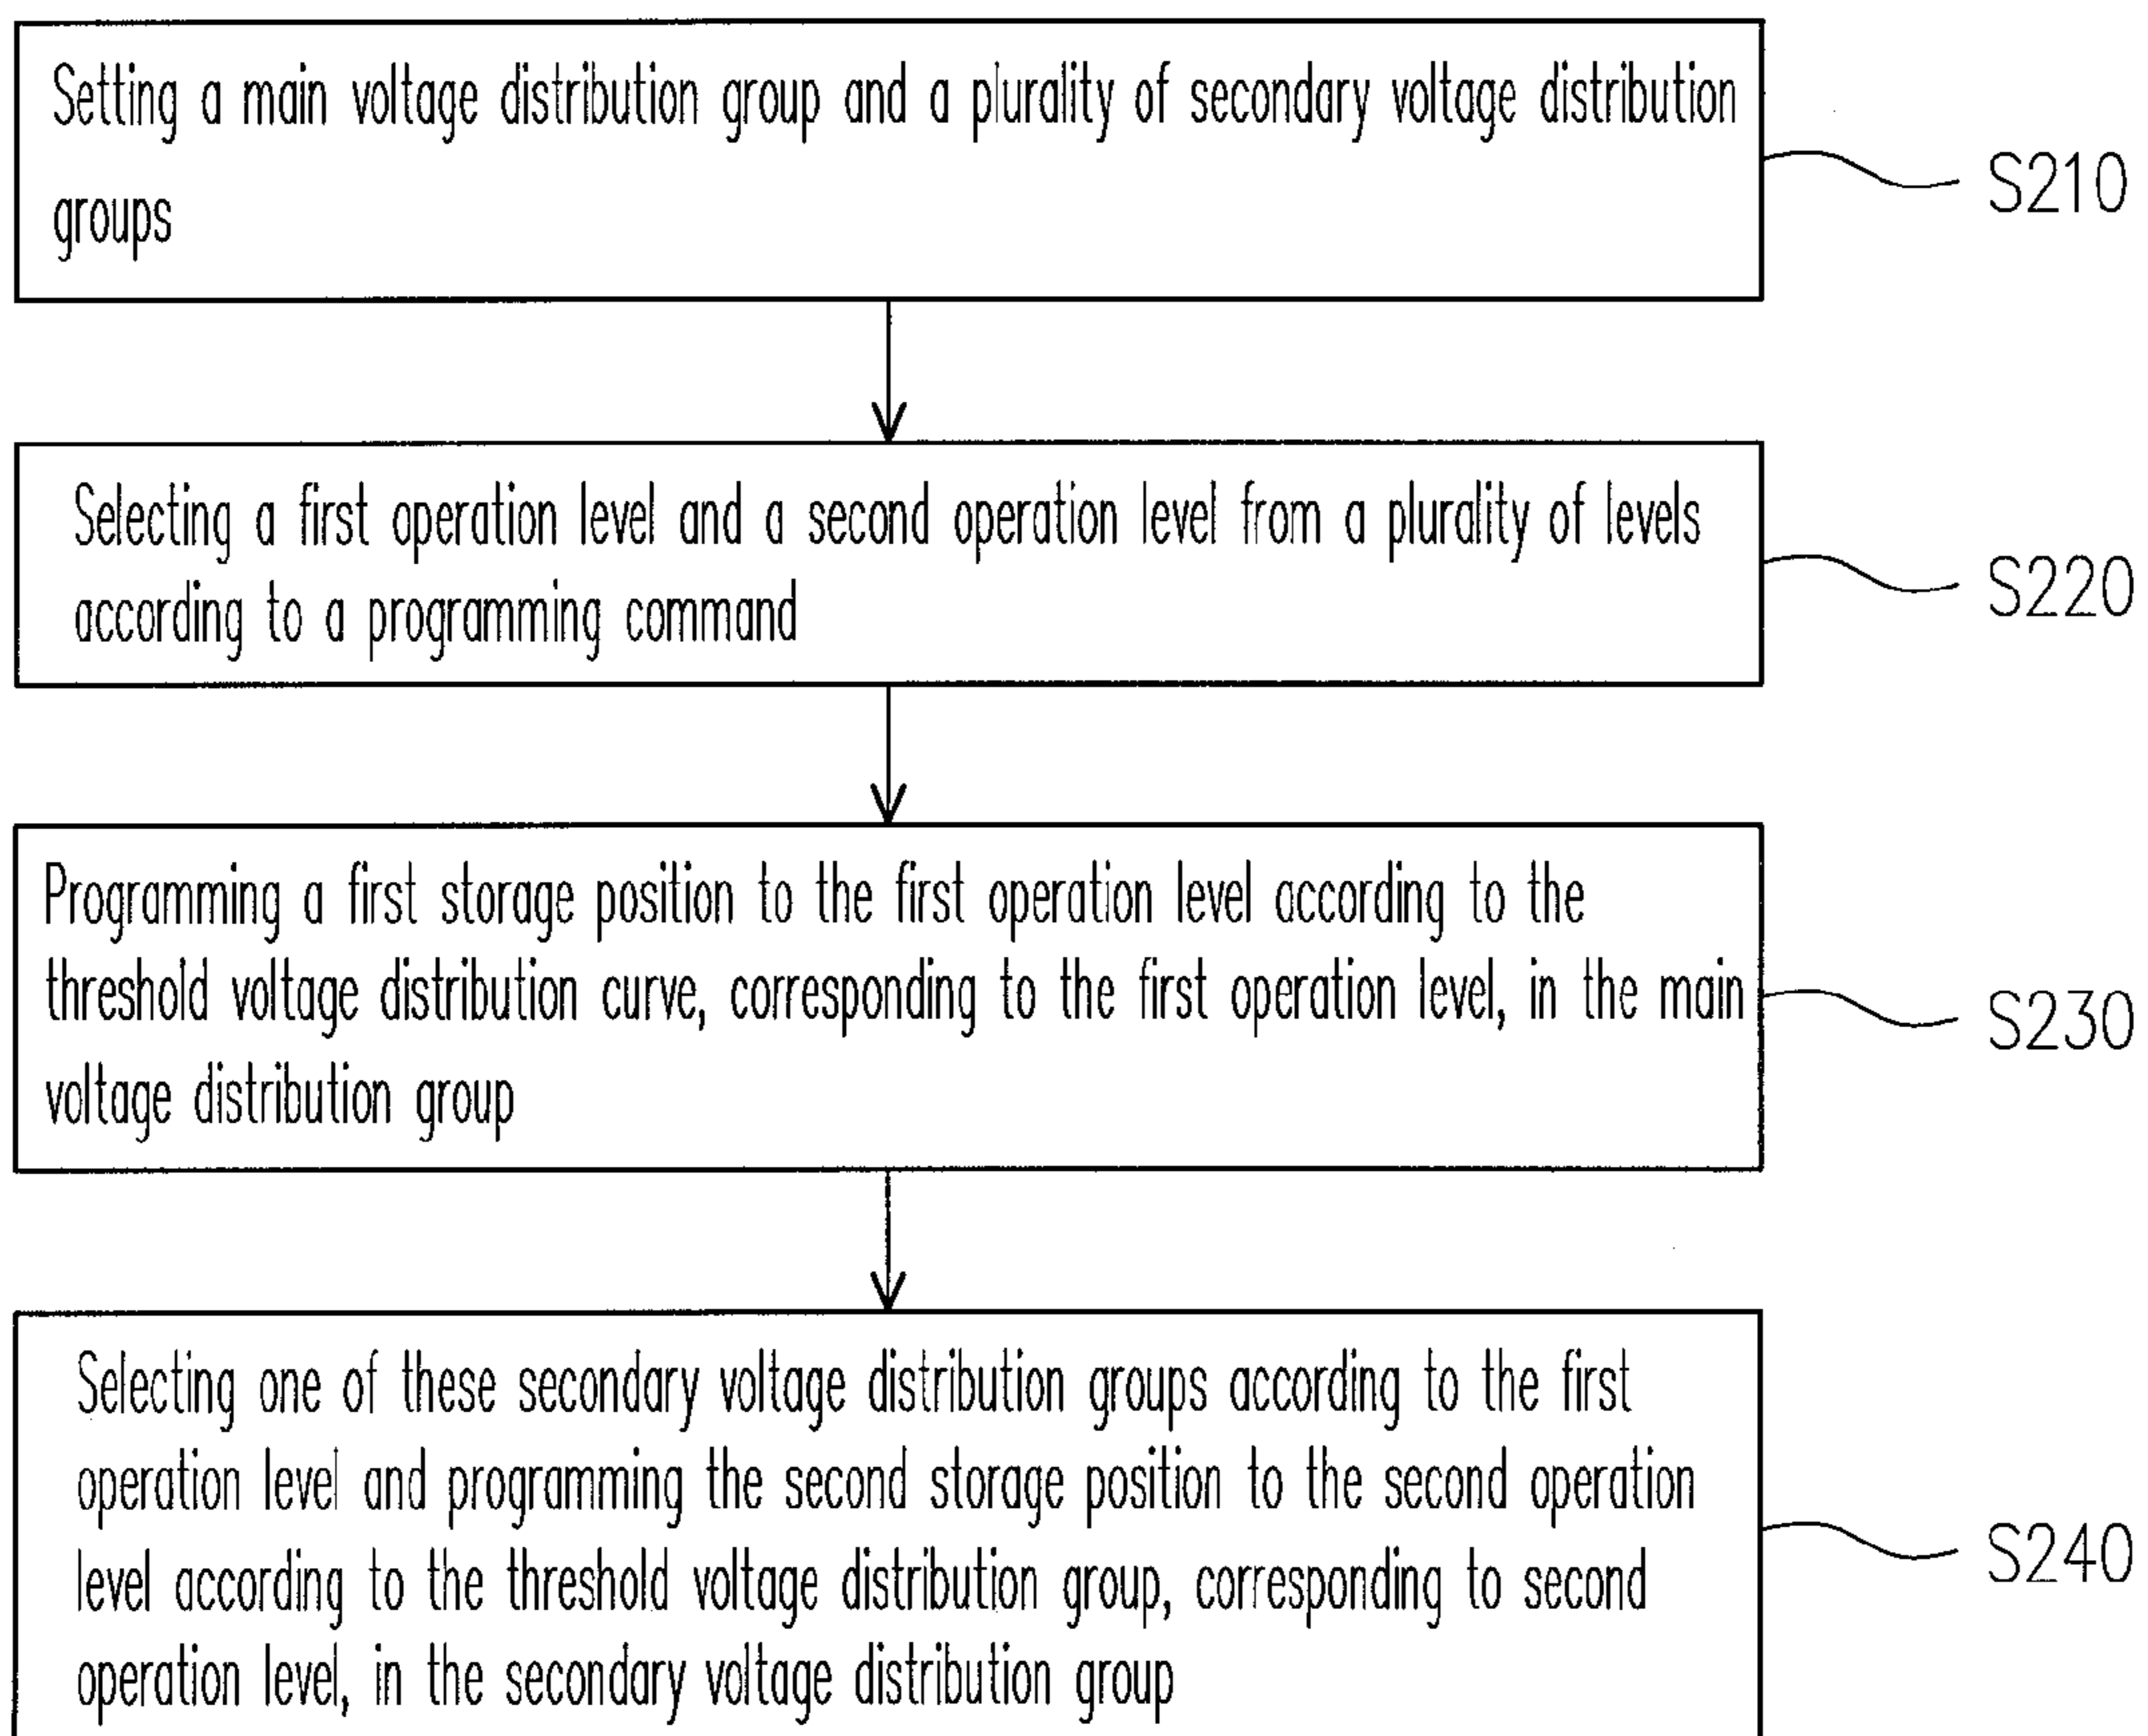 Setting a main voltage distribution group and a plurality of secondary voltage distribution
groups
S210
Selecting a first operation level and a second operation level from a plurality of levels
according to a programming command
S220
Programming a first storage position to the first operation level according to the
threshold voltage distribution curve, corresponding to the first operation level, in the main
voltage distribution group
S230
Selecting one of these secondary voltage distribution groups according to the first
operation level and programming the second storage position to the second operation
level according to the threshold voltage distribution group, corresponding to second
operation level, in the secondary voltage distribution group
S240